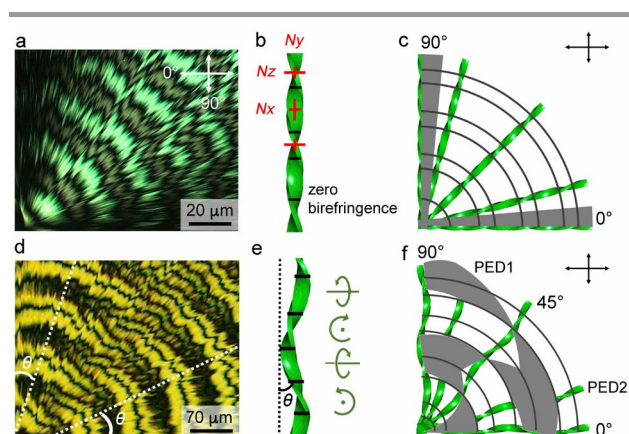 a
0°
90°
20 μm
b
Ny
Nz
Nx
zero
birefringence
c
90°
0°
d
θ
θ
70 μm
e
θ
f
90°
PED1
45°
PED2
0°